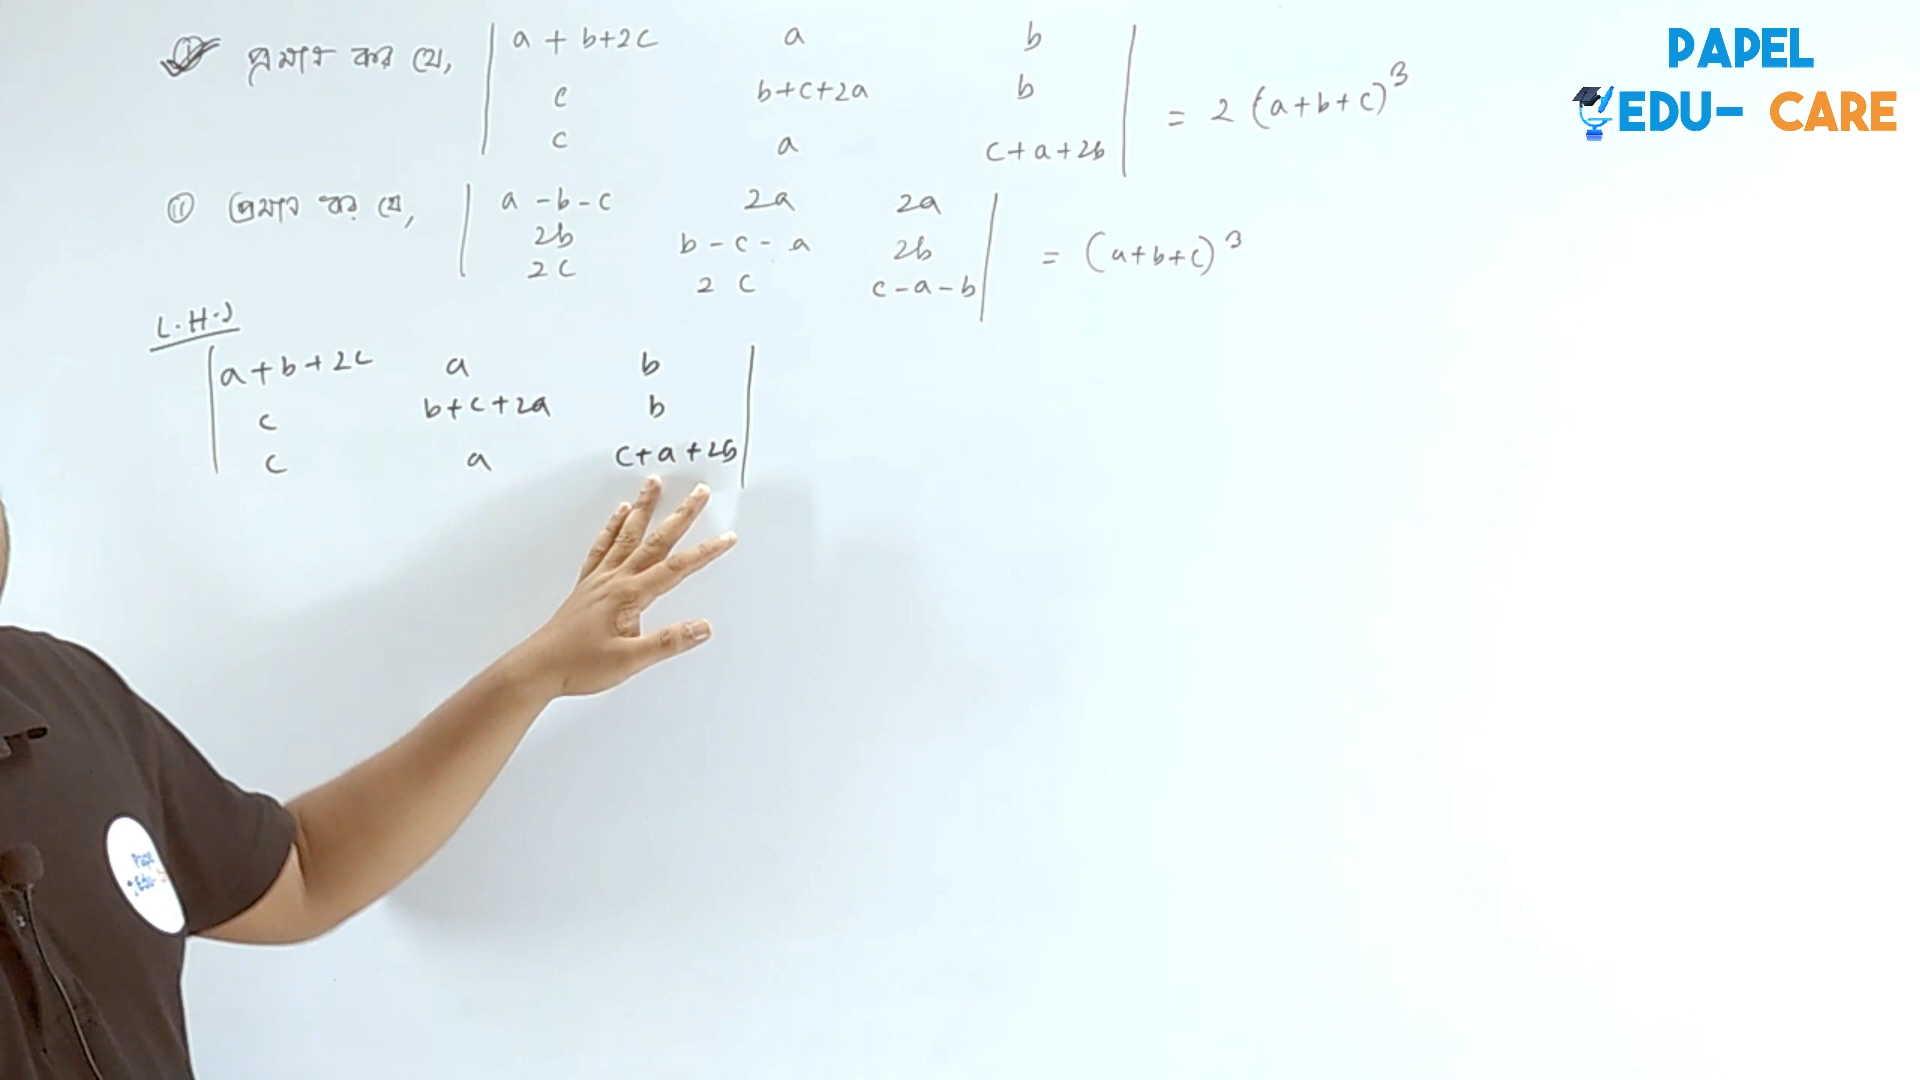 প্রমাণ কর যে, | a + b+2c a b |
| c b+c+2a b | = 2 (a+b+c)³
| c a c+a+2b |
(ii) প্রমাণ কর যে, | a -b-c 2a 2a |
| 2b b-c-a 2b | = (a+b+c)³
| 2c 2c c-a-b |
L.H.S
| a+b+2c a b |
| c b+c+2a b |
| c a c+a+2b |
PAPEL
EDU- CARE